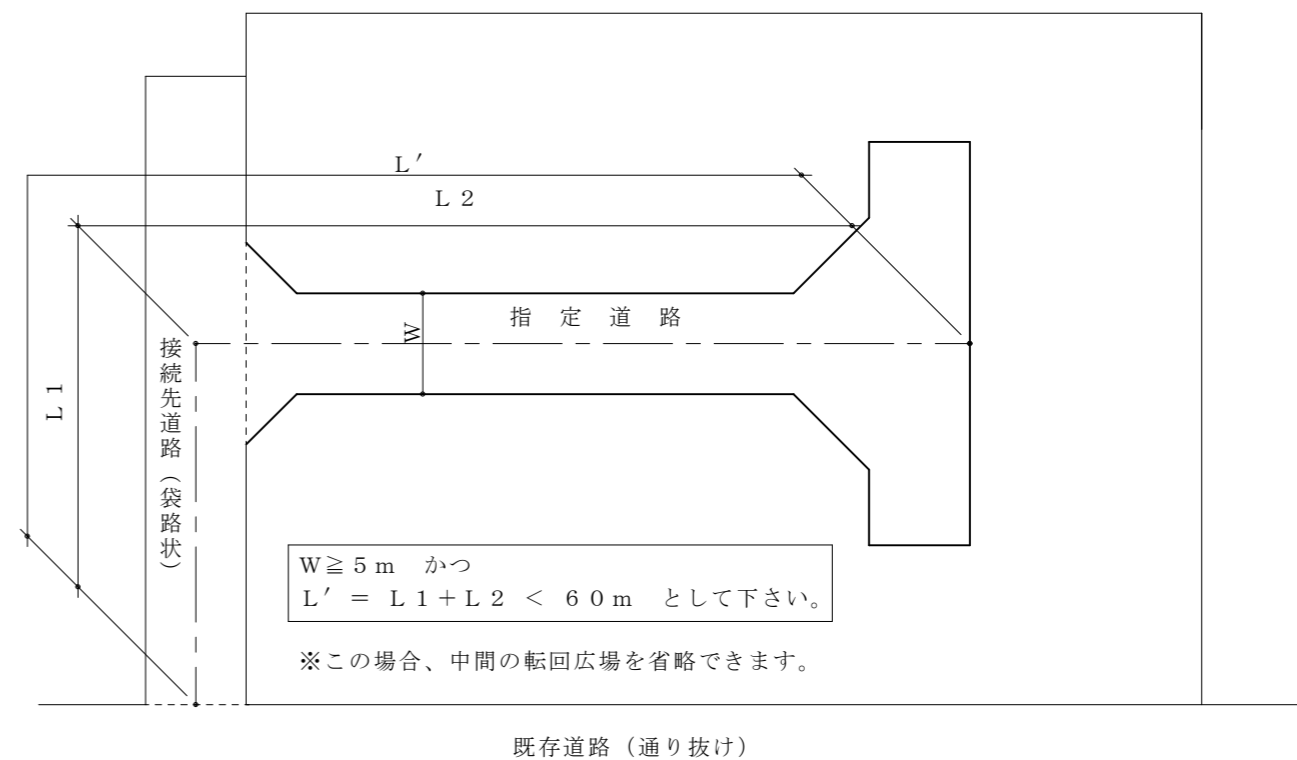 L′
L2
指定道路
W
L1
接続先道路（袋路状）
W≧5m かつ
L′ = L1+L2 < 60m として下さい。
※この場合、中間の転回広場を省略できます。
既存道路（通り抜け）